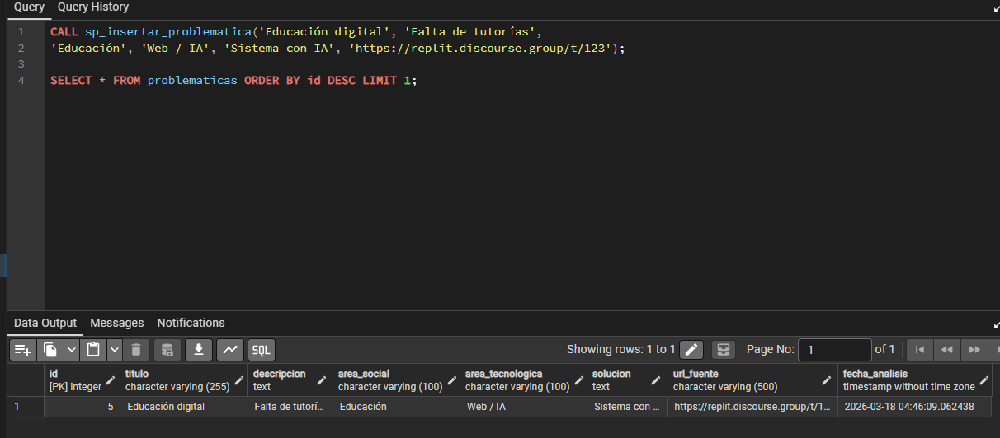 Query Query History
1 CALL sp_insertar_problematica('Educación digital', 'Falta de tutorías',
2 'Educación', 'Web / IA', 'Sistema con IA', 'https://replit.discourse.group/t/123');
3
4 SELECT * FROM problematicas ORDER BY id DESC LIMIT 1;
Data Output Messages Notifications
SQL Showing rows: 1 to 1 Page No: 1 of 1
id titulo descripcion area_social area_tecnologica solucion url_fuente fecha_analisis
[PK] integer character varying (255) text character varying (100) character varying (100) text character varying (500) timestamp without time zone
1 5 Educación digital Falta de tutorí... Educación Web / IA Sistema con ... https://replit.discourse.group/t/1... 2026-03-18 04:46:09.062438